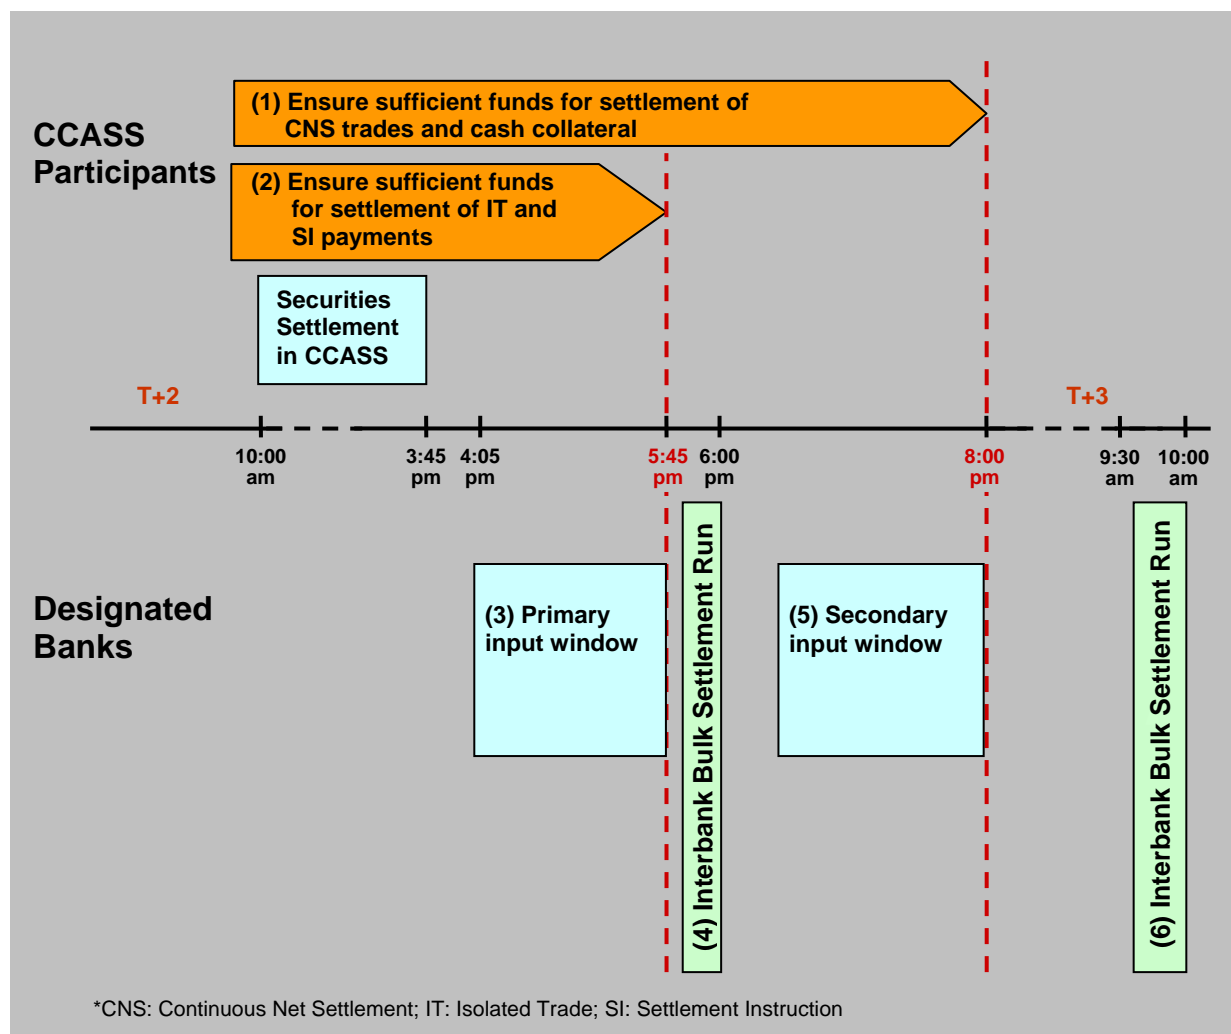 CCASS
Participants
(1) Ensure sufficient funds for settlement of
CNS trades and cash collateral
(2) Ensure sufficient funds
for settlement of IT and
SI payments
Securities
Settlement
in CCASS
T+2
T+3
10:00
am
3:45
pm
4:05
pm
5:45
pm
6:00
pm
8:00
pm
9:30
am
10:00
am
Designated
Banks
(3) Primary
input window
(4) Interbank Bulk Settlement Run
(5) Secondary
input window
(6) Interbank Bulk Settlement Run
*CNS: Continuous Net Settlement; IT: Isolated Trade; SI: Settlement Instruction